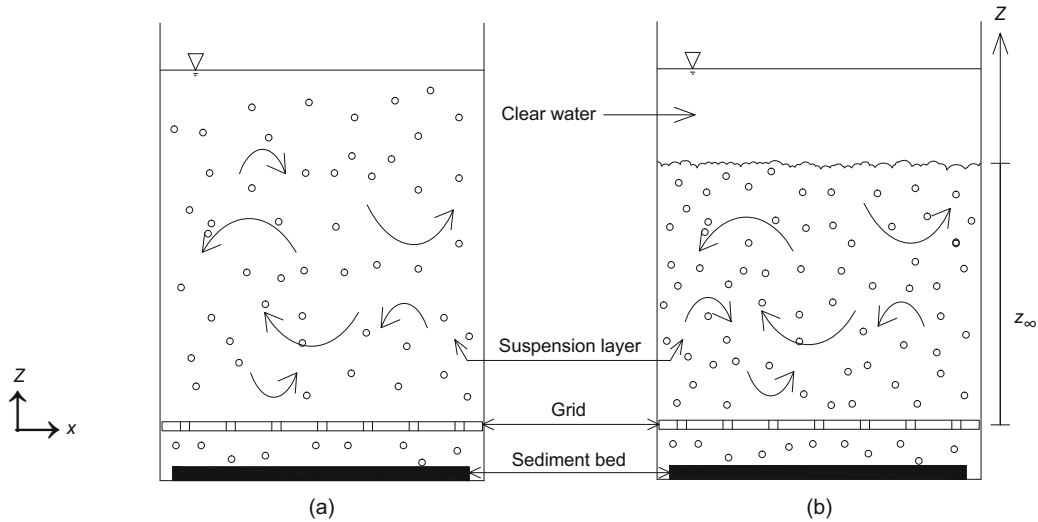 Z
Clear water
z∞
Suspension layer
Z
Grid
x
Sediment bed
(a)
(b)